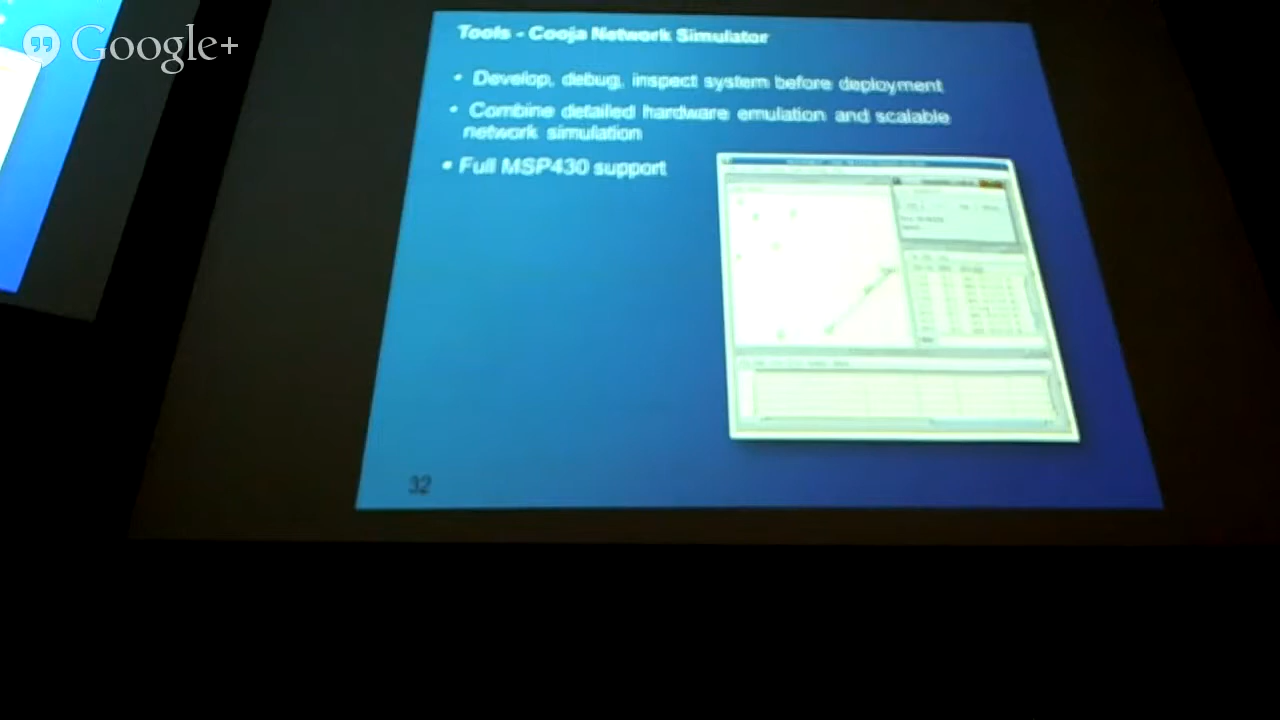 Google+
Tools - Cooja Network Simulator
• Develop, debug, inspect system before deployment
• Combine detailed hardware emulation and scalable
network simulation
• Full MSP430 support
32